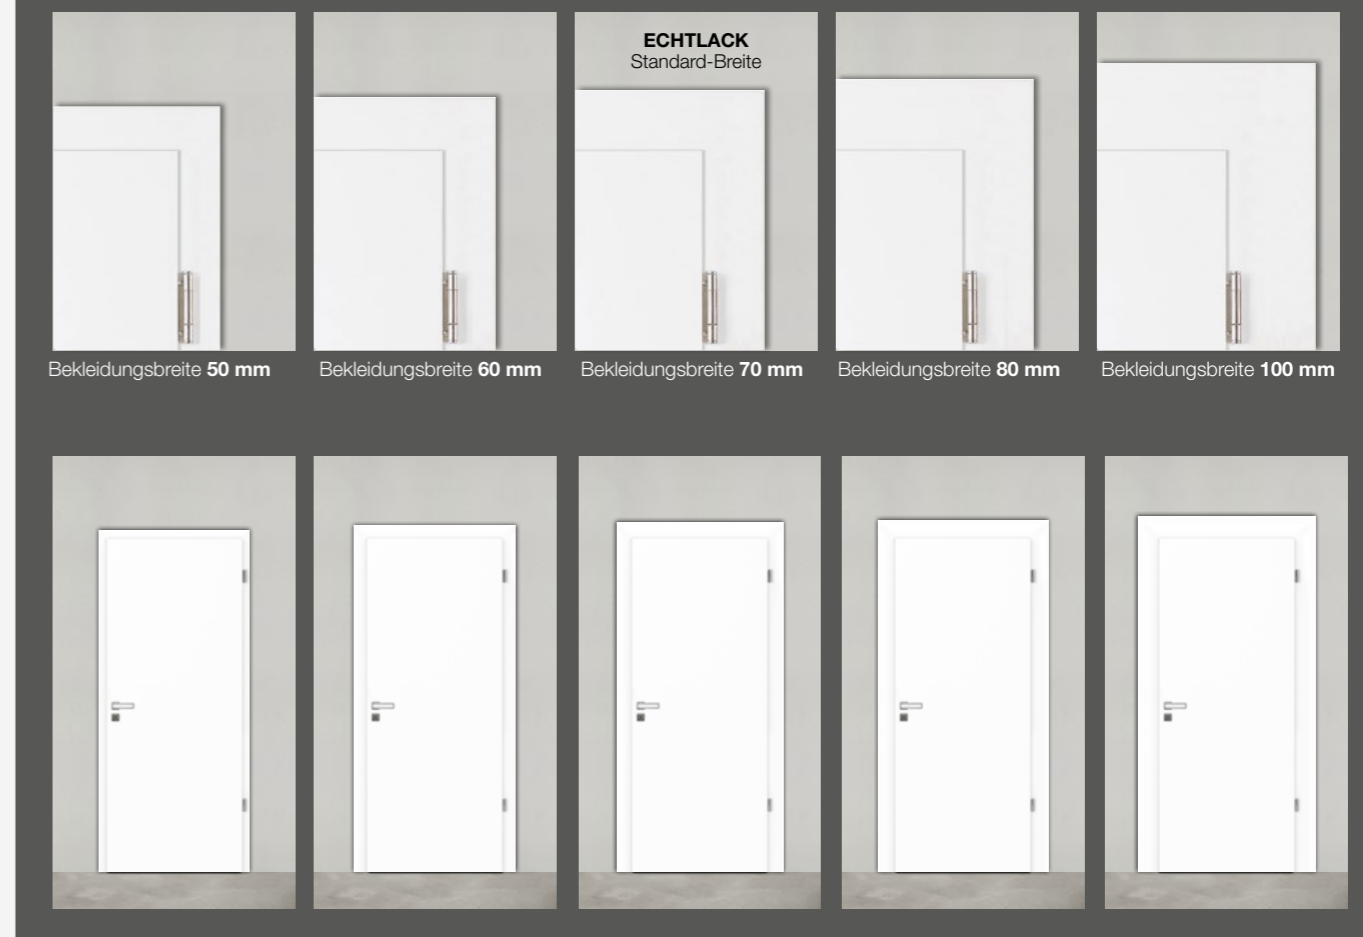 ECHTLACK
Standard-Breite
Bekleidungsbreite 50 mm
Bekleidungsbreite 60 mm
Bekleidungsbreite 70 mm
Bekleidungsbreite 80 mm
Bekleidungsbreite 100 mm